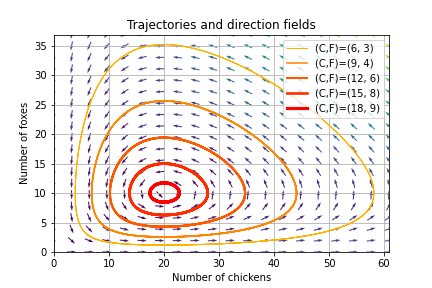 Trajectories and direction fields
Number of foxes
35
30
25
20
15
10
5
0
(C,F)=(6, 3)
(C,F)=(9, 4)
(C,F)=(12, 6)
(C,F)=(15, 8)
(C,F)=(18, 9)
0 10 20 30 40 50 60
Number of chickens